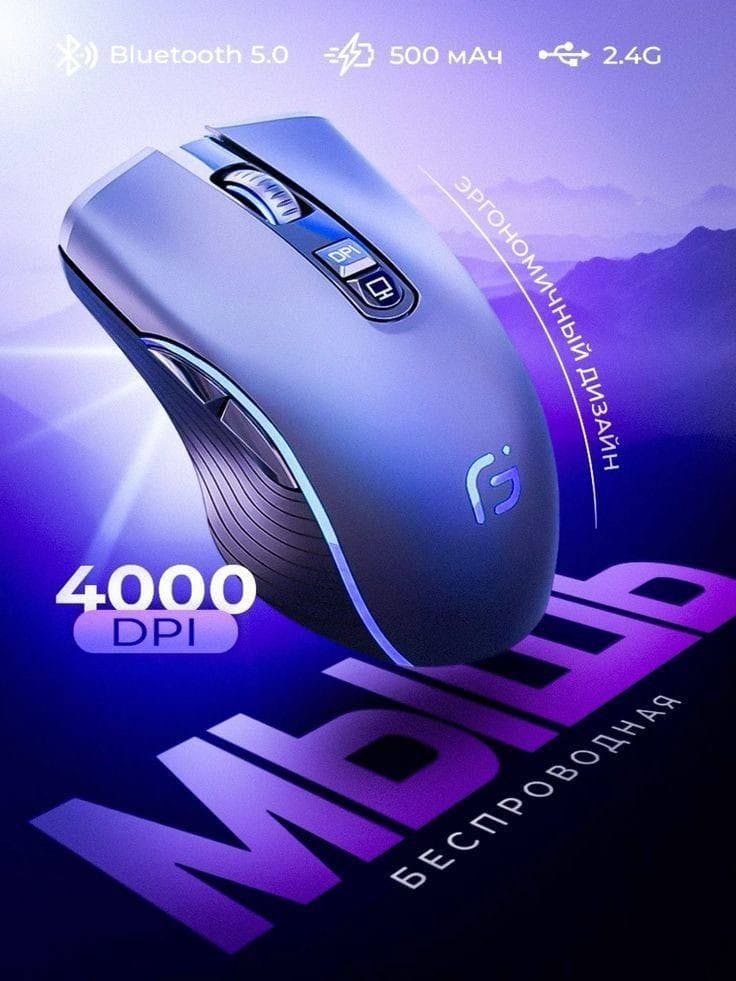 Bluetooth 5.0
500 мАч
2.4G
ЭРГОНОМИЧНЫЙ ДИЗАЙН
DPI
4000
DPI
МЫШЬ
БЕСПРОВОДНАЯ